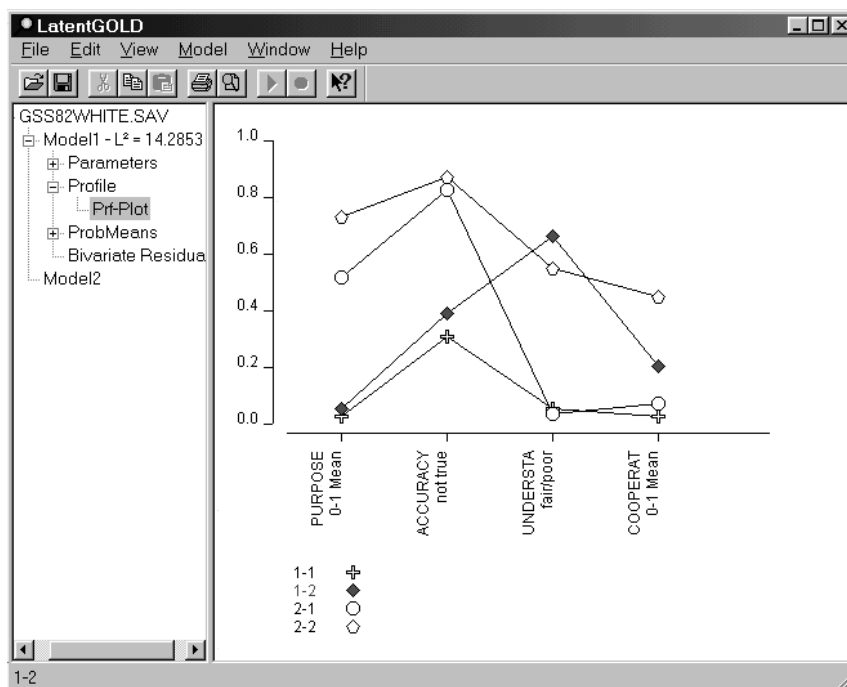 LatentGOLD
File Edit View Model Window Help
GSS82WHITE.SAV
Model1 - L² = 14.2853
Parameters
Profile
Prf-Plot
ProbMeans
Bivariate Residua
Model2
1.0
0.8
0.6
0.4
0.2
0.0
PURPOSE
0-1 Mean
ACCURACY
not true
UNDERSTA
fair/poor
COOPERAT
0-1 Mean
1-1
1-2
2-1
2-2
1-2